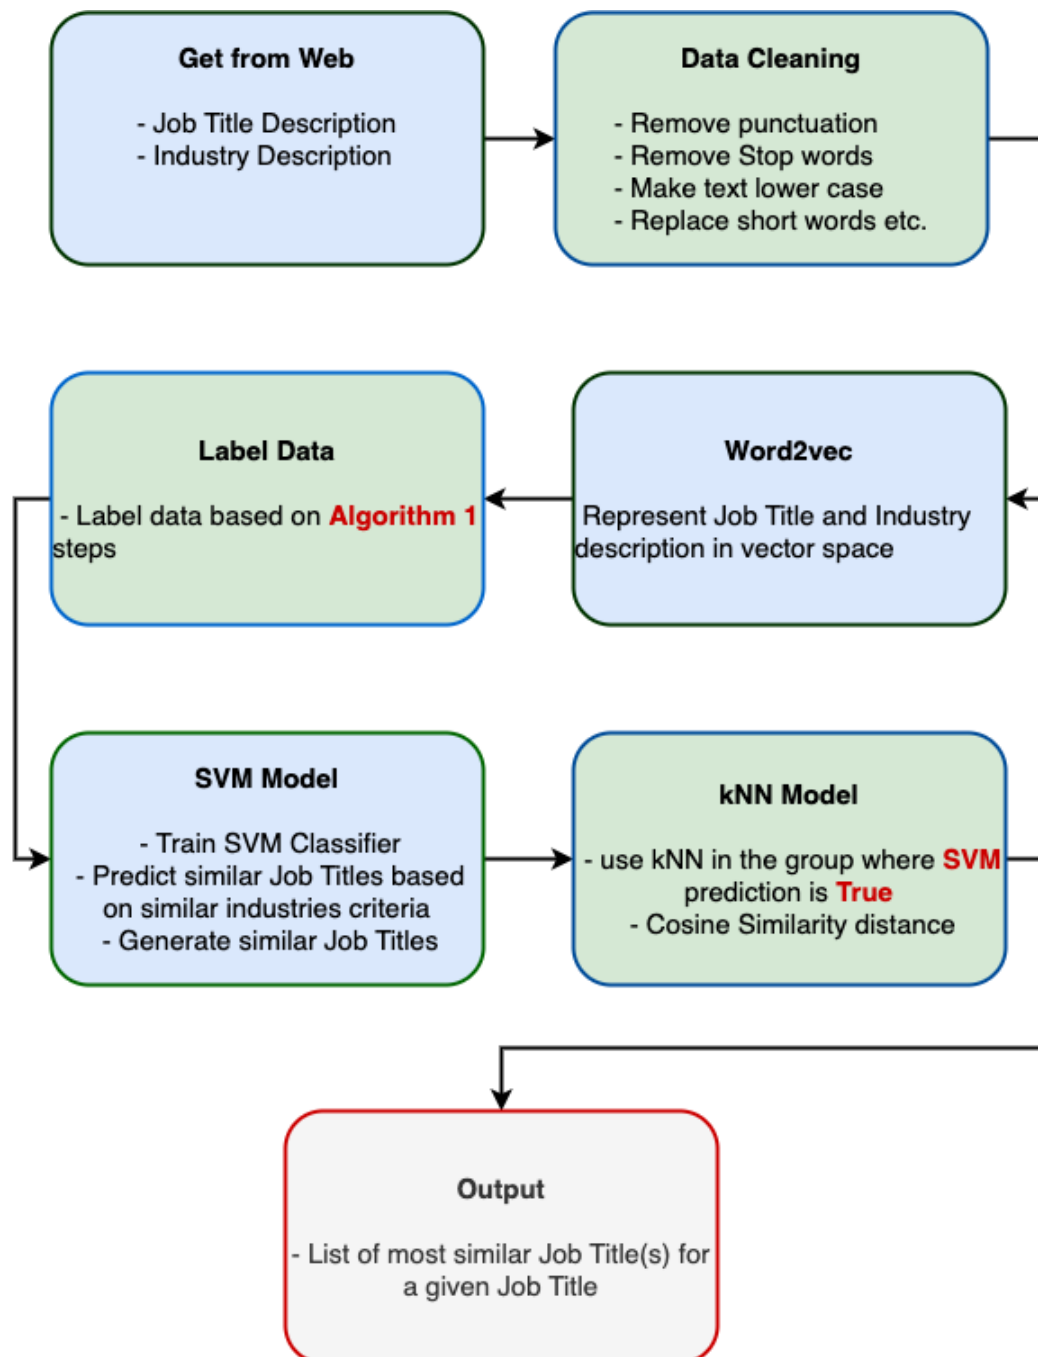 Get from Web
- Job Title Description
- Industry Description
Data Cleaning
- Remove punctuation
- Remove Stop words
- Make text lower case
- Replace short words etc.
Word2vec
Represent Job Title and Industry
description in vector space
Label Data
- Label data based on Algorithm 1
steps
SVM Model
- Train SVM Classifier
- Predict similar Job Titles based
on similar industries criteria
- Generate similar Job Titles
kNN Model
- use kNN in the group where SVM
prediction is True
- Cosine Similarity distance
Output
- List of most similar Job Title(s) for
a given Job Title